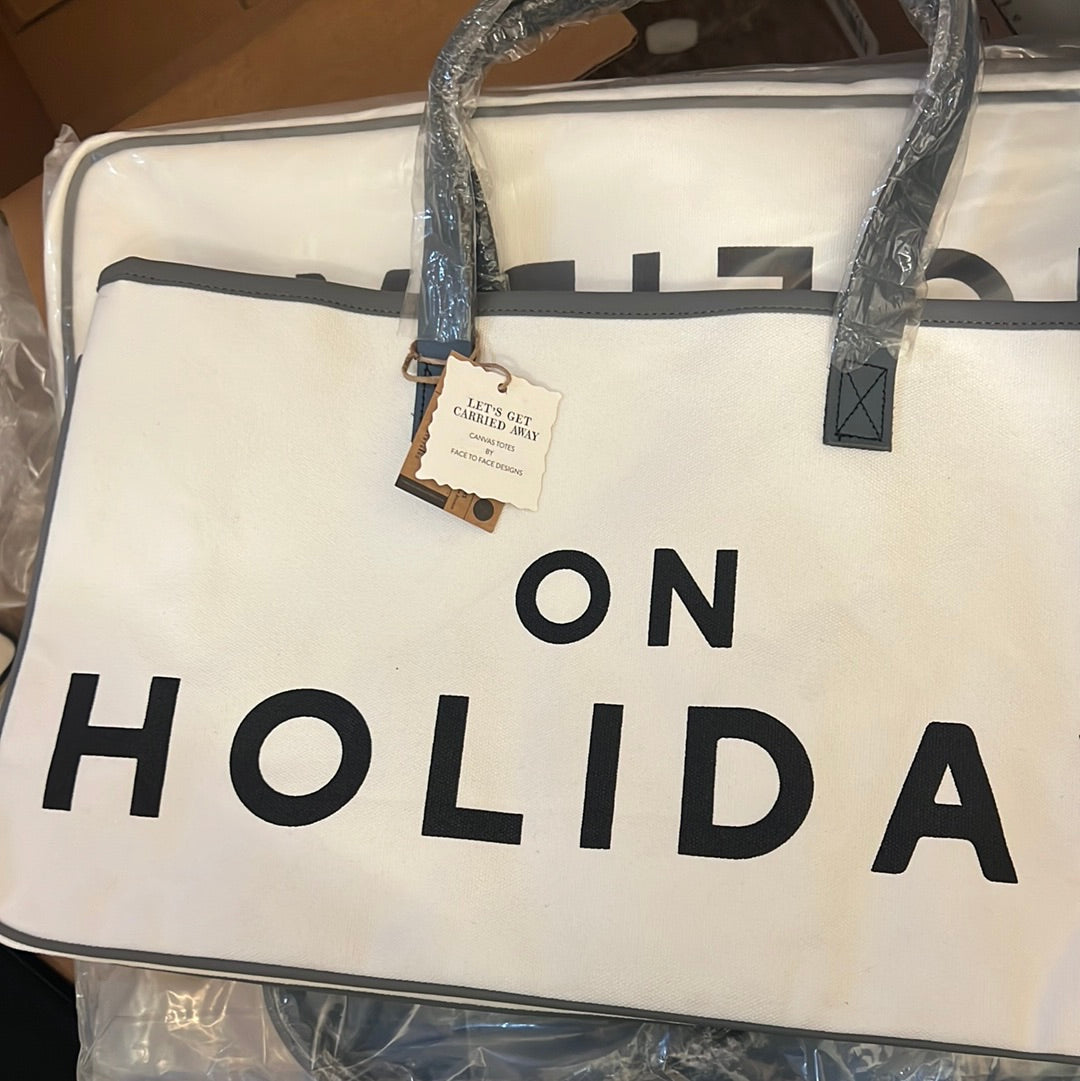 LET'S GET
CARRIED AWAY
CANVAS TOTES
BY
FACE TO FACE DESIGNS
ON
HOLIDA